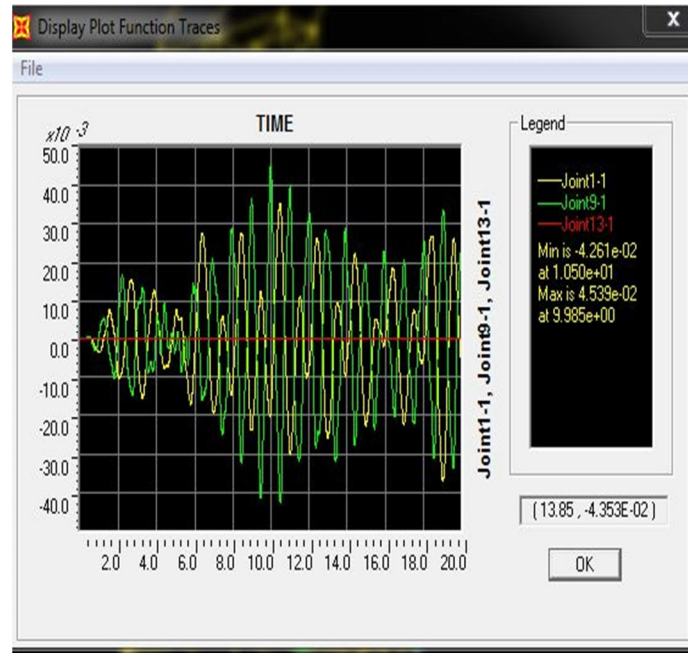 Display Plot Function Traces
X
File
x10 -3
TIME
50.0
40.0
30.0
20.0
10.0
0.0
-10.0
-20.0
-30.0
-40.0
2.0 4.0 6.0 8.0 10.0 12.0 14.0 16.0 18.0 20.0
Joint1-1, Joint9-1, Joint13-1
Legend
Joint1-1
Joint9-1
Joint13-1
Min is -4.261e-02
at 1.050e+01
Max is 4.539e-02
at 9.985e+00
( 13.85 , -4.353E-02 )
OK